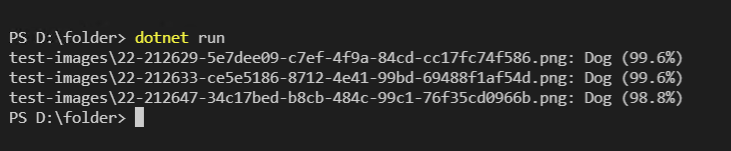 PS D:\folder> dotnet run
test-images\22-212629-5e7dee09-c7ef-4f9a-84cd-cc17fc74f586.png: Dog (99.6%)
test-images\22-212633-ce5e5186-8712-4e41-99bd-69488f1af54d.png: Dog (99.6%)
test-images\22-212647-34c17bed-b8cb-484c-99c1-76f35cd0966b.png: Dog (98.8%)
PS D:\folder>